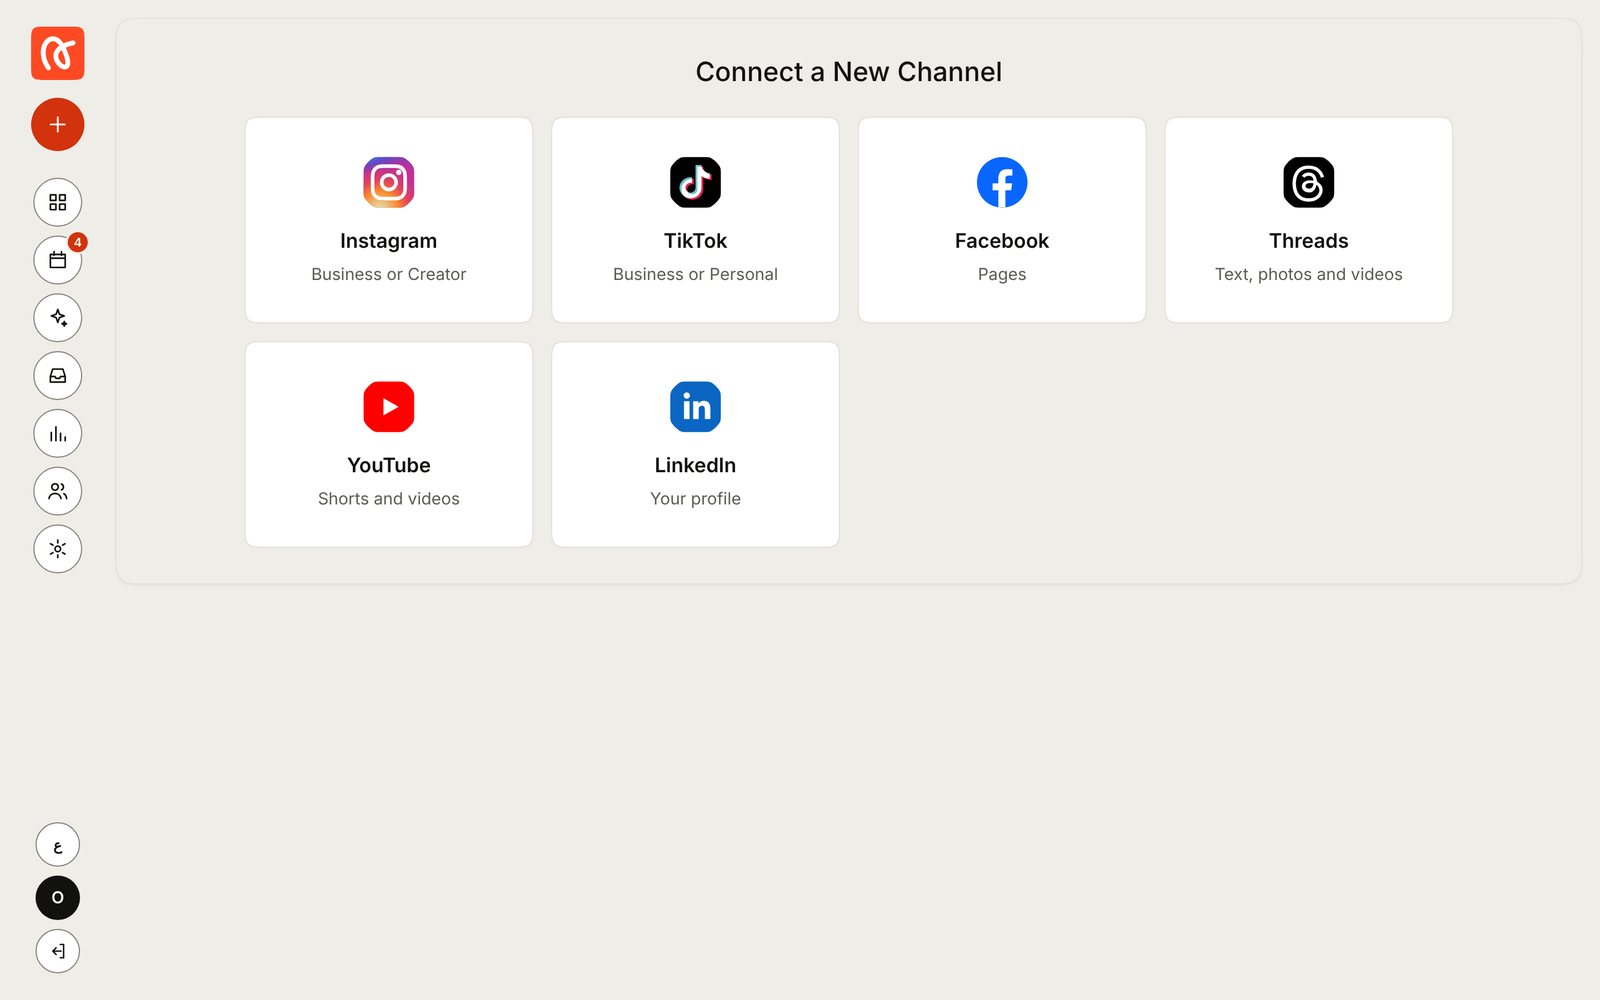 Connect a New Channel
Instagram
Business or Creator
TikTok
Business or Personal
Facebook
Pages
Threads
Text, photos and videos
YouTube
Shorts and videos
in
LinkedIn
Your profile
4
ع
O